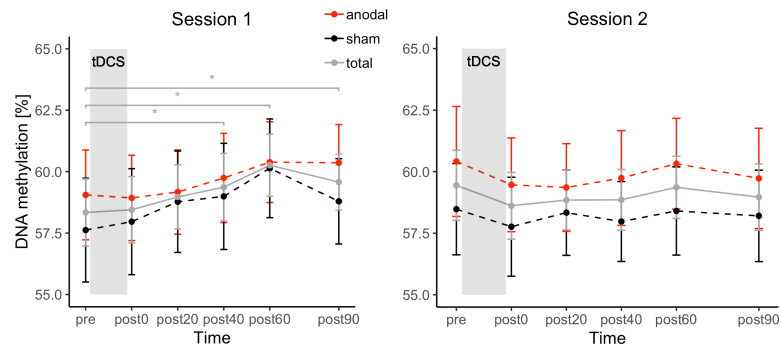 Session 1
anodal
sham
total
Session 2
DNA methylation [%]
65.0
62.5
60.0
57.5
55.0
tDCS
*
*
*
pre
post0
post20
post40
post60
post90
Time
65.0
62.5
60.0
57.5
55.0
tDCS
pre
post0
post20
post40
post60
post90
Time